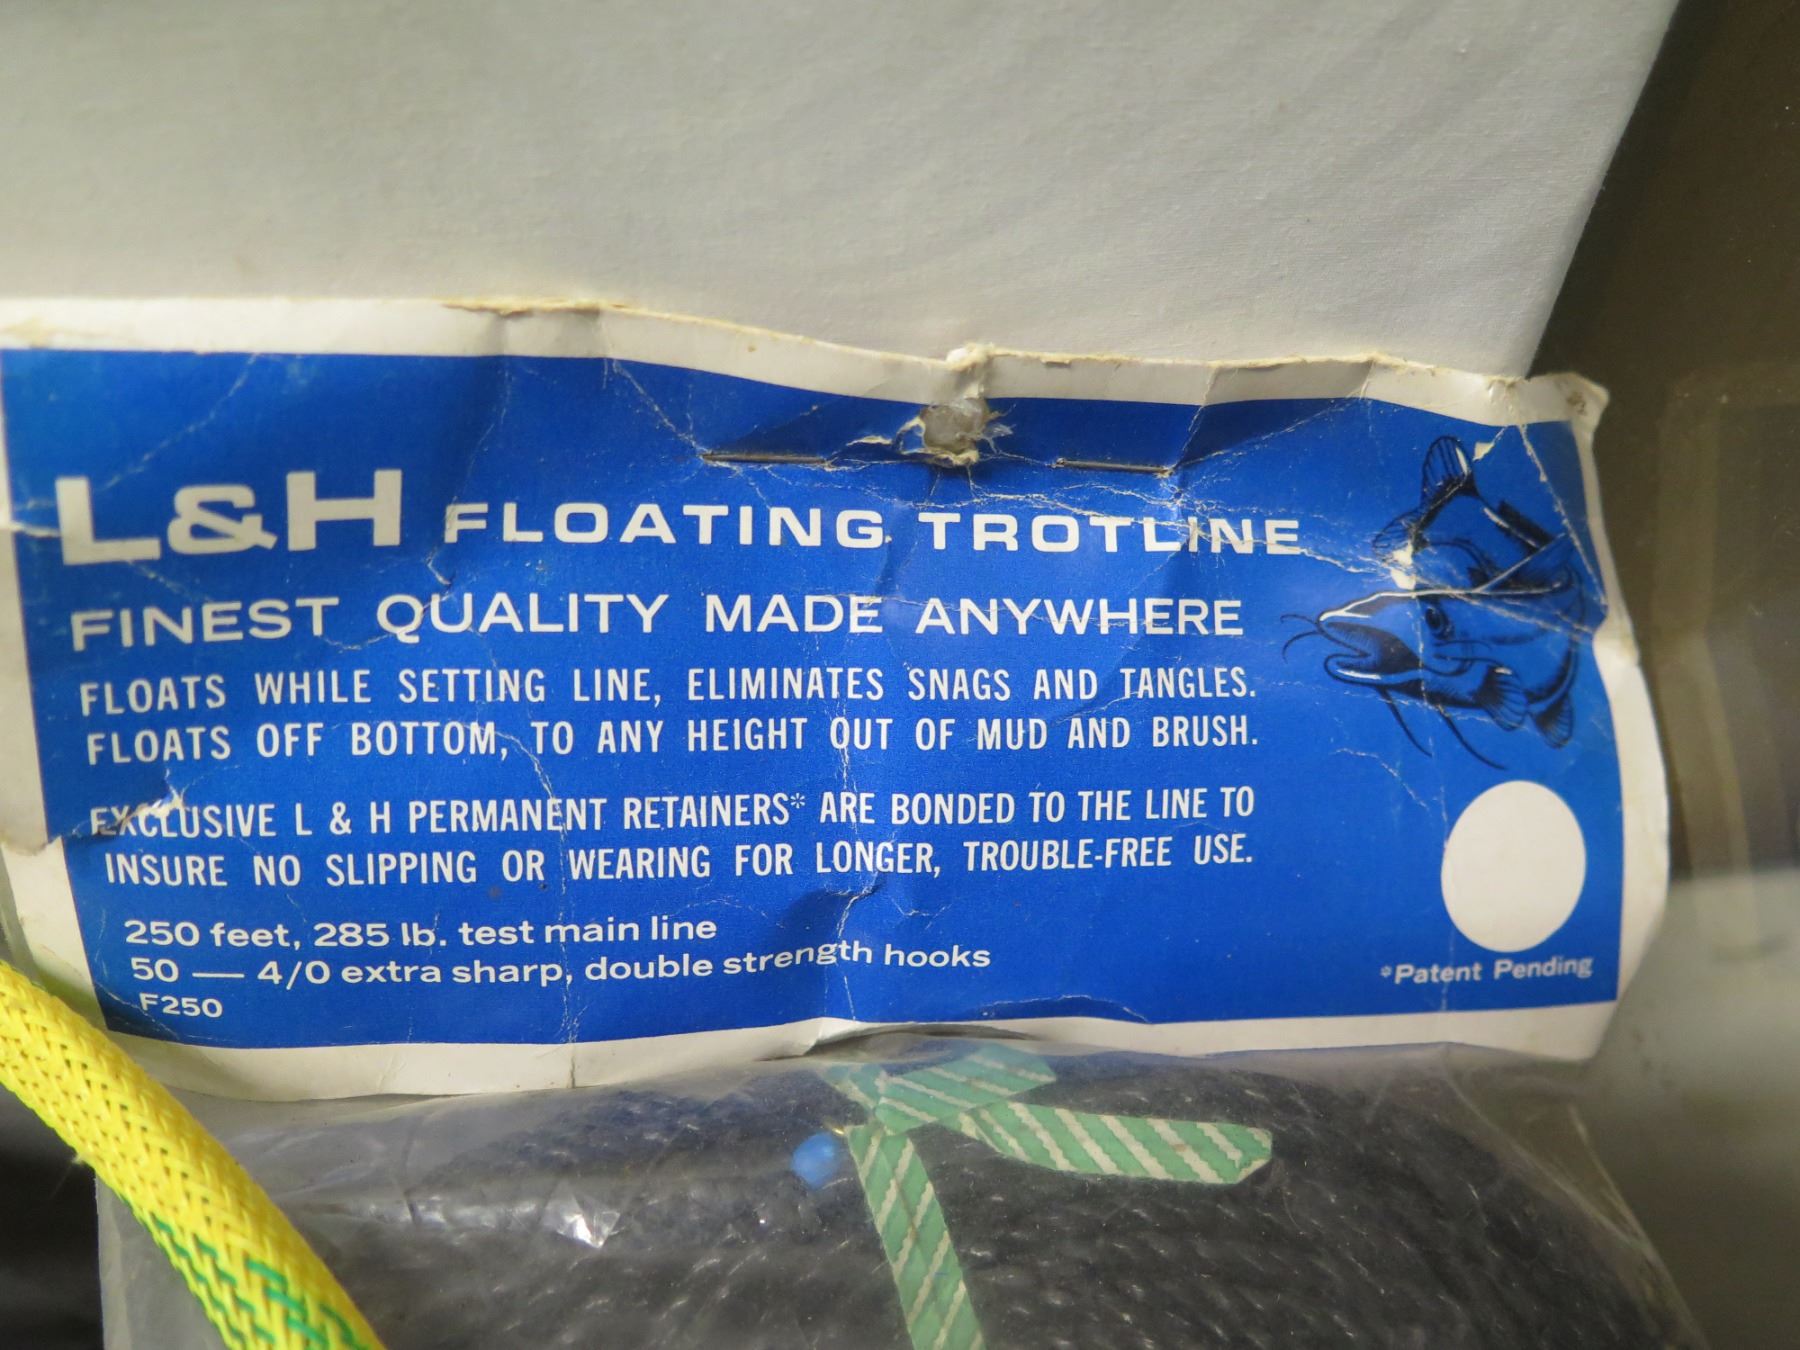 L&H FLOATING TROTLINE
FINEST QUALITY MADE ANYWHERE
FLOATS WHILE SETTING LINE, ELIMINATES SNAGS AND TANGLES.
FLOATS OFF BOTTOM, TO ANY HEIGHT OUT OF MUD AND BRUSH.
EXCLUSIVE L & H PERMANENT RETAINERS* ARE BONDED TO THE LINE TO
INSURE NO SLIPPING OR WEARING FOR LONGER, TROUBLE-FREE USE.
250 feet, 285 lb. test main line
50 — 4/0 extra sharp, double strength hooks
F250
*Patent Pending